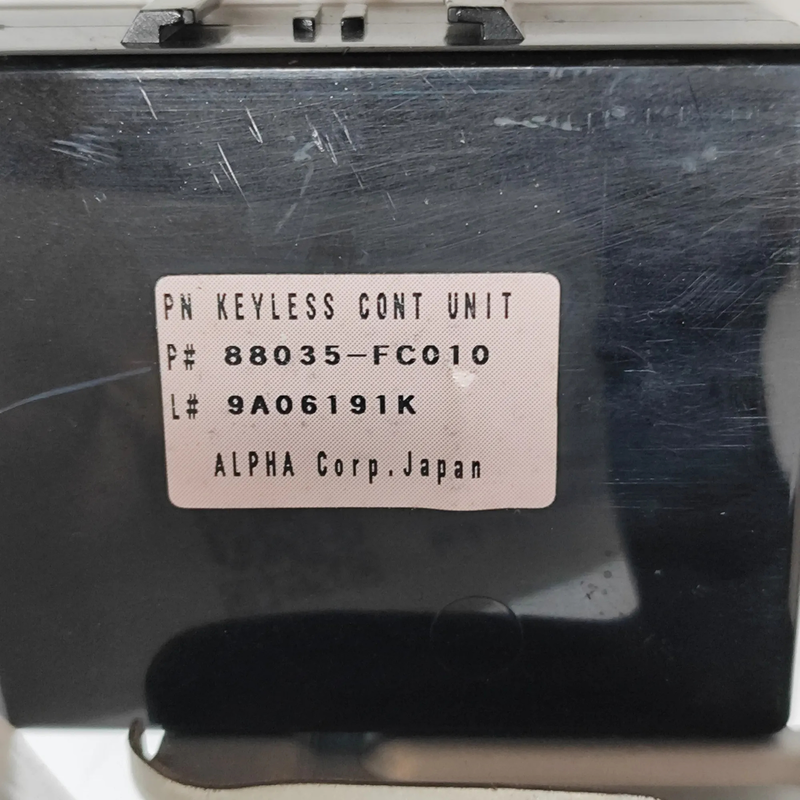 PN KEYLESS CONT UNIT
P# 88035-FC010
L# 9A06191K
ALPHA Corp.Japan